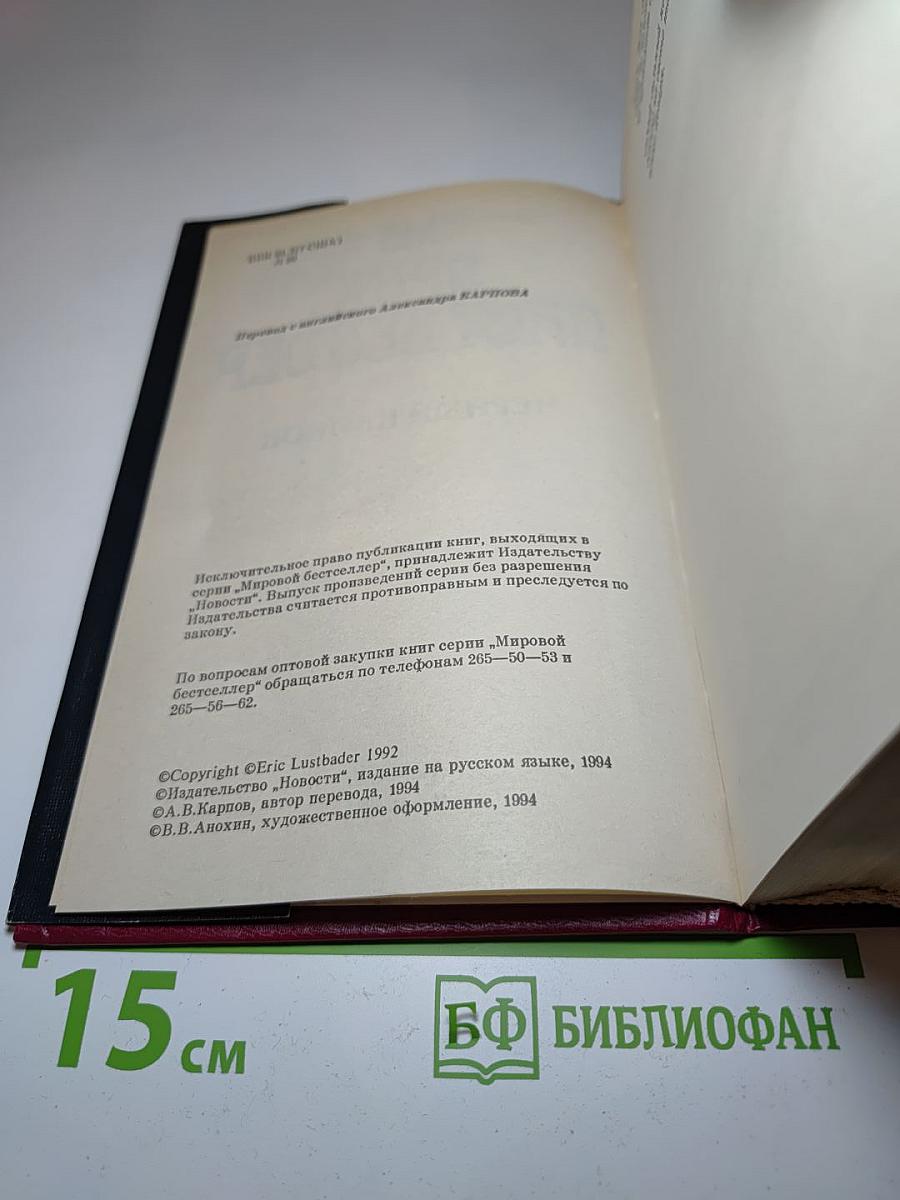 Перевод с английского Александра КАРПОВА
Исключительное право публикации книг, выходящих в
серии „Мировой бестселлер“, принадлежит Издательству
„Новости“. Выпуск произведений серии без разрешения
Издательства считается противоправным и преследуется по
закону.
По вопросам оптовой закупки книг серии „Мировой
бестселлер“ обращаться по телефонам 265—50—53 и
265—56—62.
©Copyright ©Eric Lustbader 1992
©Издательство „Новости“, издание на русском языке, 1994
©А.В.Карпов, автор перевода, 1994
©В.В.Анохин, художественное оформление, 1994
15 см
БФ БИБЛИОФАН